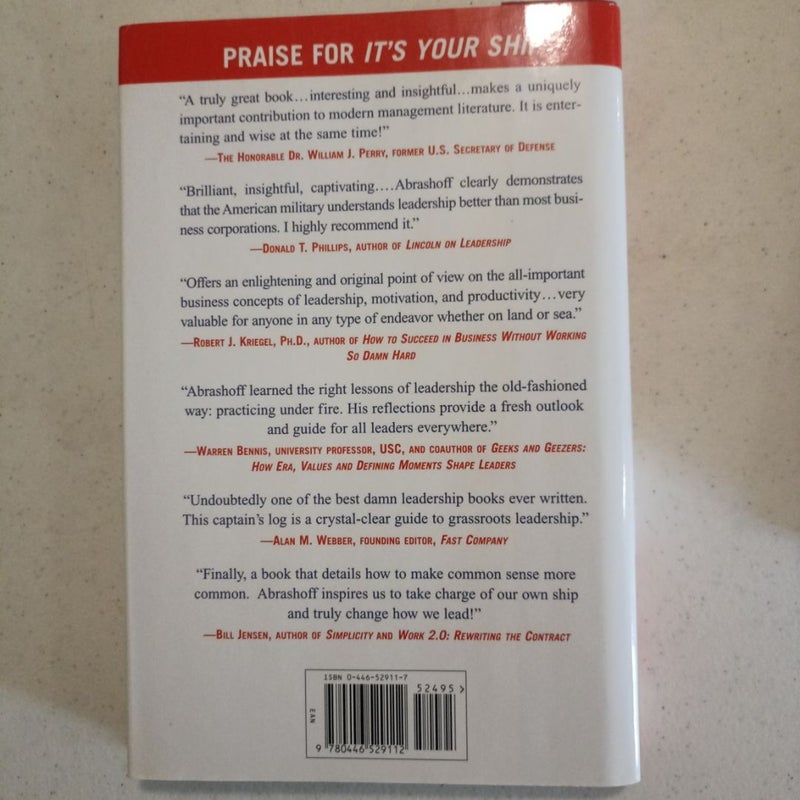 PRAISE FOR IT'S YOUR SHI
“A truly great book…interesting and insightful…makes a uniquely
important contribution to modern management literature. It is enter-
taining and wise at the same time!”
—THE HONORABLE DR. WILLIAM J. PERRY, FORMER U.S. SECRETARY OF DEFENSE
“Brilliant, insightful, captivating….Abrashoff clearly demonstrates
that the American military understands leadership better than most busi-
ness corporations. I highly recommend it.”
—DONALD T. PHILLIPS, AUTHOR OF LINCOLN ON LEADERSHIP
“Offers an enlightening and original point of view on the all-important
business concepts of leadership, motivation, and productivity…very
valuable for anyone in any type of endeavor whether on land or sea.”
—ROBERT J. KRIEGEL, PH.D., AUTHOR OF HOW TO SUCCEED IN BUSINESS WITHOUT WORKING
SO DAMN HARD
“Abrashoff learned the right lessons of leadership the old-fashioned
way: practicing under fire. His reflections provide a fresh outlook
and guide for all leaders everywhere.”
—WARREN BENNIS, UNIVERSITY PROFESSOR, USC, AND COAUTHOR OF GEEKS AND GEEZERS:
HOW ERA, VALUES AND DEFINING MOMENTS SHAPE LEADERS
“Undoubtedly one of the best damn leadership books ever written.
This captain’s log is a crystal-clear guide to grassroots leadership.”
—ALAN M. WEBBER, FOUNDING EDITOR, FAST COMPANY
“Finally, a book that details how to make common sense more
common. Abrashoff inspires us to take charge of our own ship
and truly change how we lead!”
—BILL JENSEN, AUTHOR OF SIMPLICITY AND WORK 2.0: REWRITING THE CONTRACT
ISBN 0-446-52911-7
52495 >
EAN
9 780446 529112